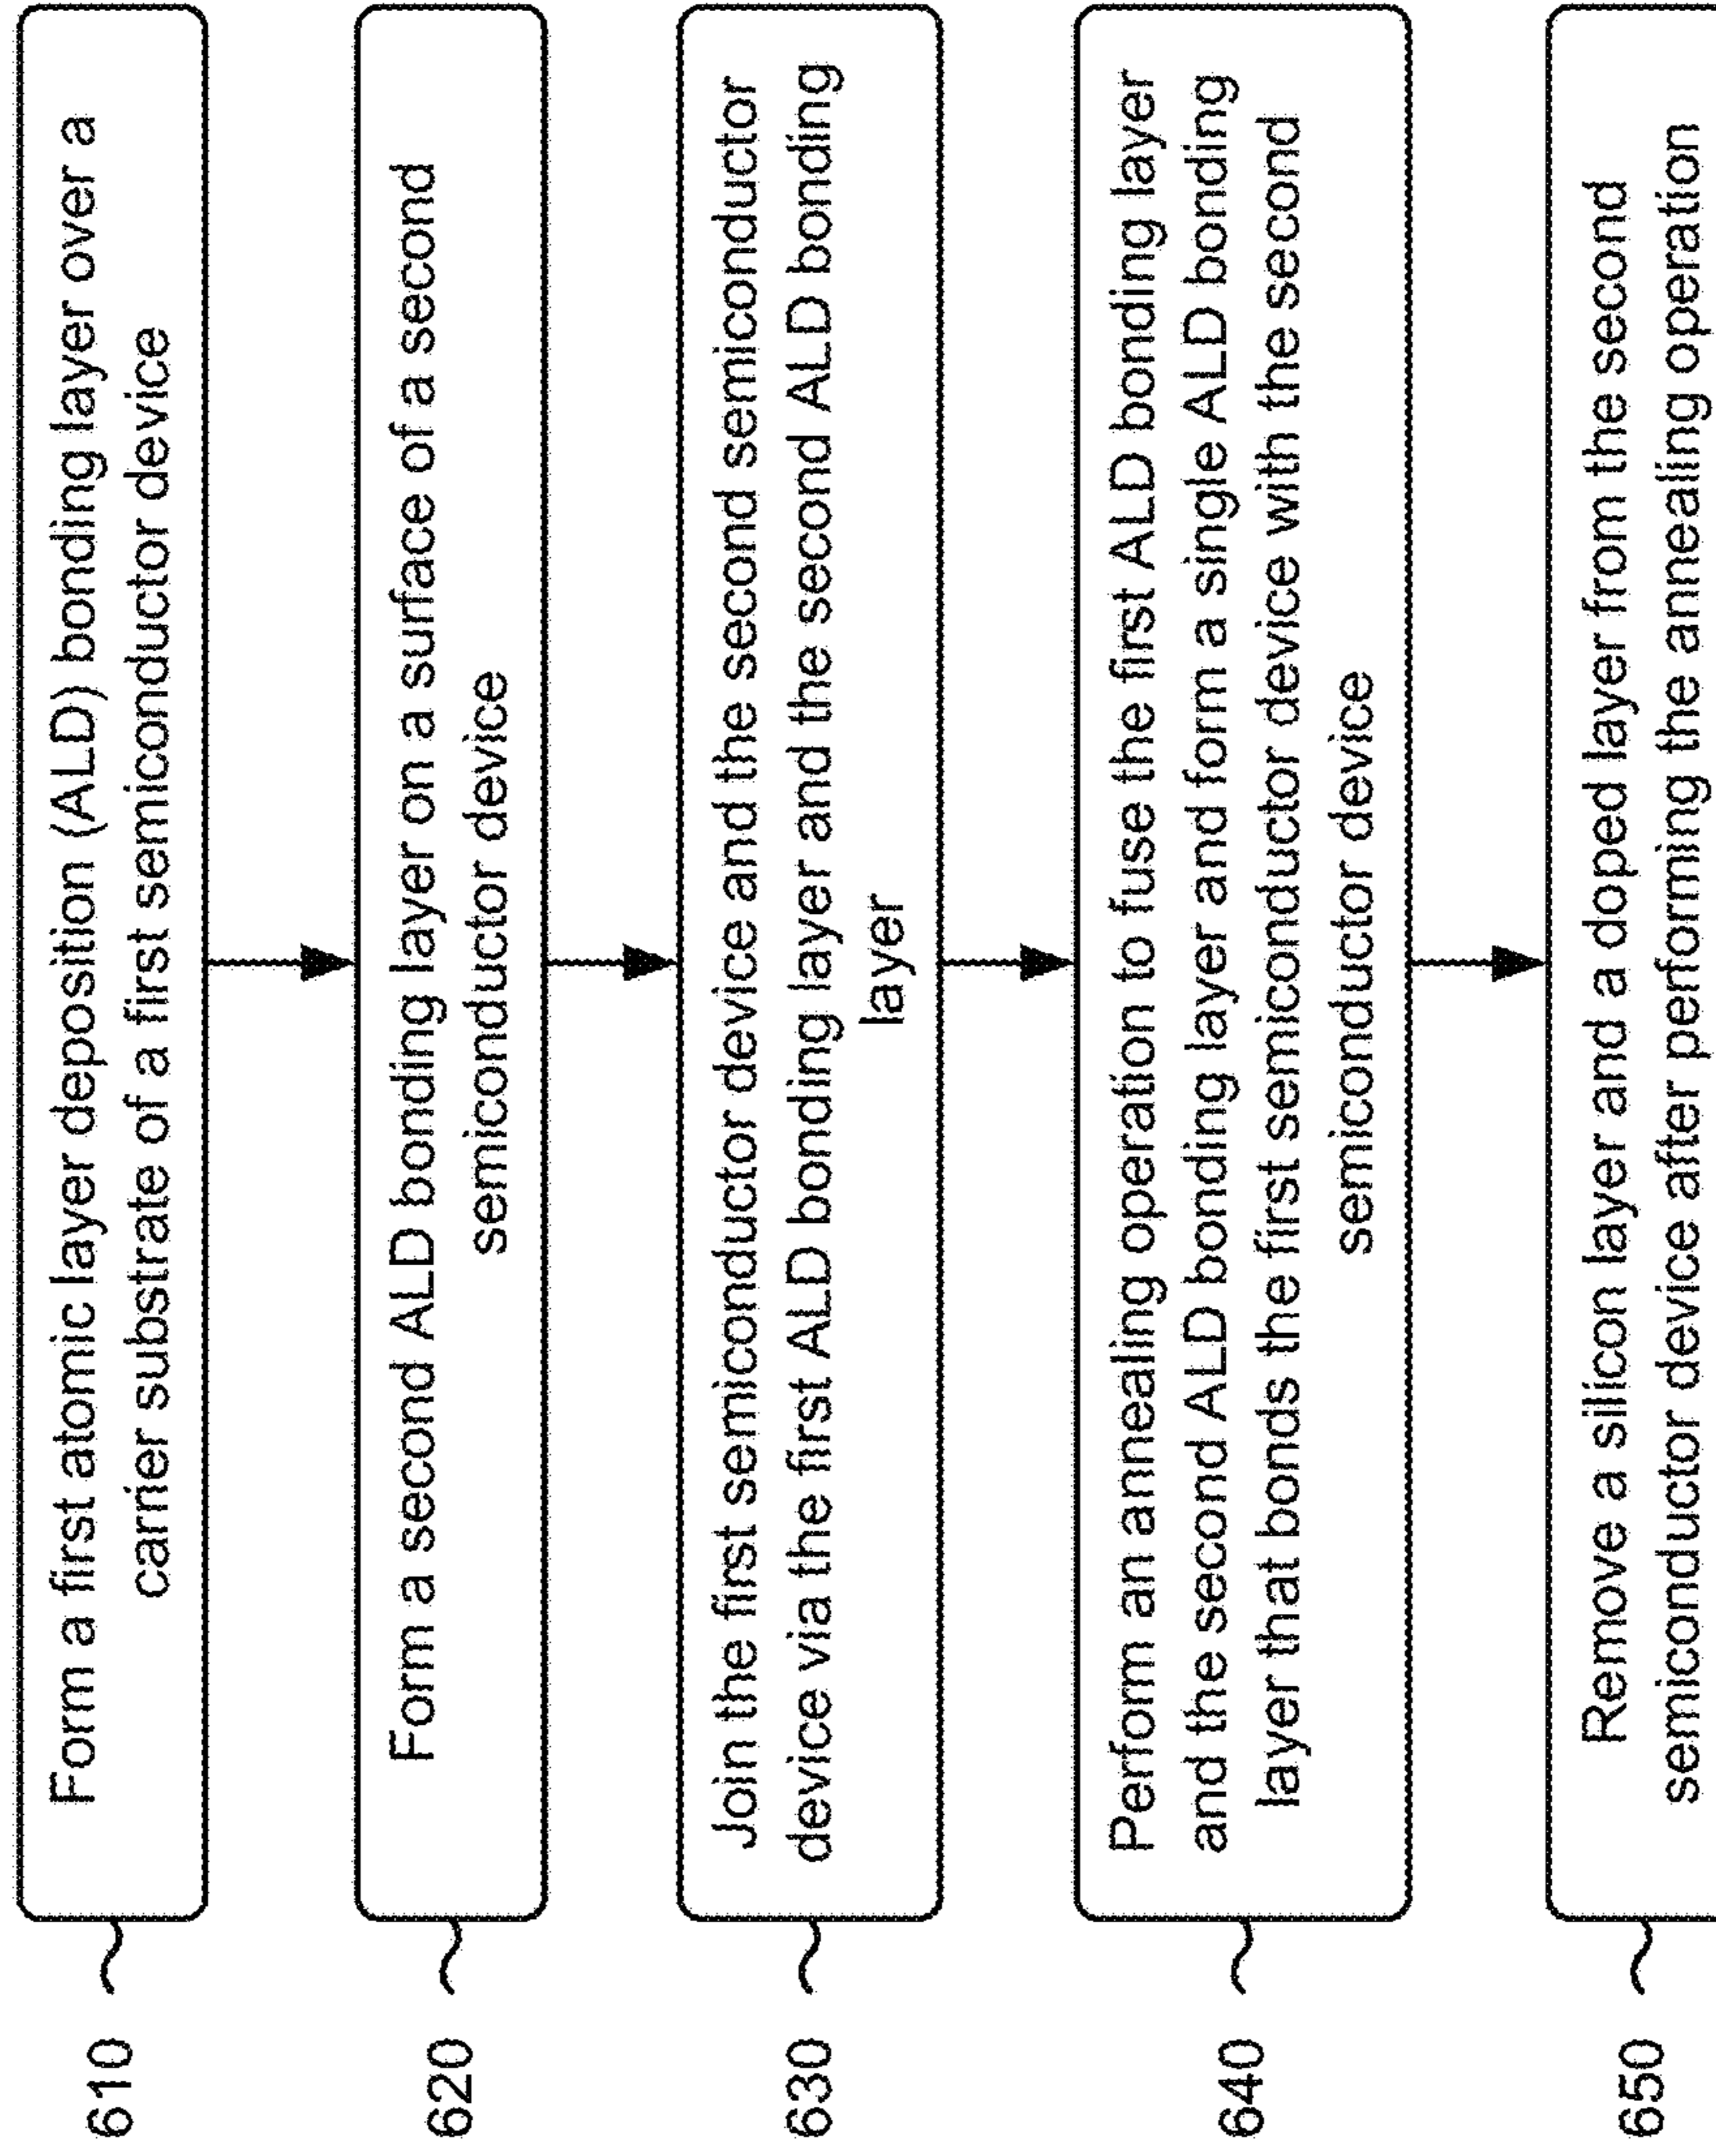 610
Form a first atomic layer deposition (ALD) bonding layer over a
carrier substrate of a first semiconductor device
620
Form a second ALD bonding layer on a surface of a second
semiconductor device
630
Join the first semiconductor device and the second semiconductor
device via the first ALD bonding layer and the second ALD bonding
layer
640
Perform an annealing operation to fuse the first ALD bonding layer
and the second ALD bonding layer and form a single ALD bonding
layer that bonds the first semiconductor device with the second
semiconductor device
650
Remove a silicon layer and a doped layer from the second
semiconductor device after performing the annealing operation